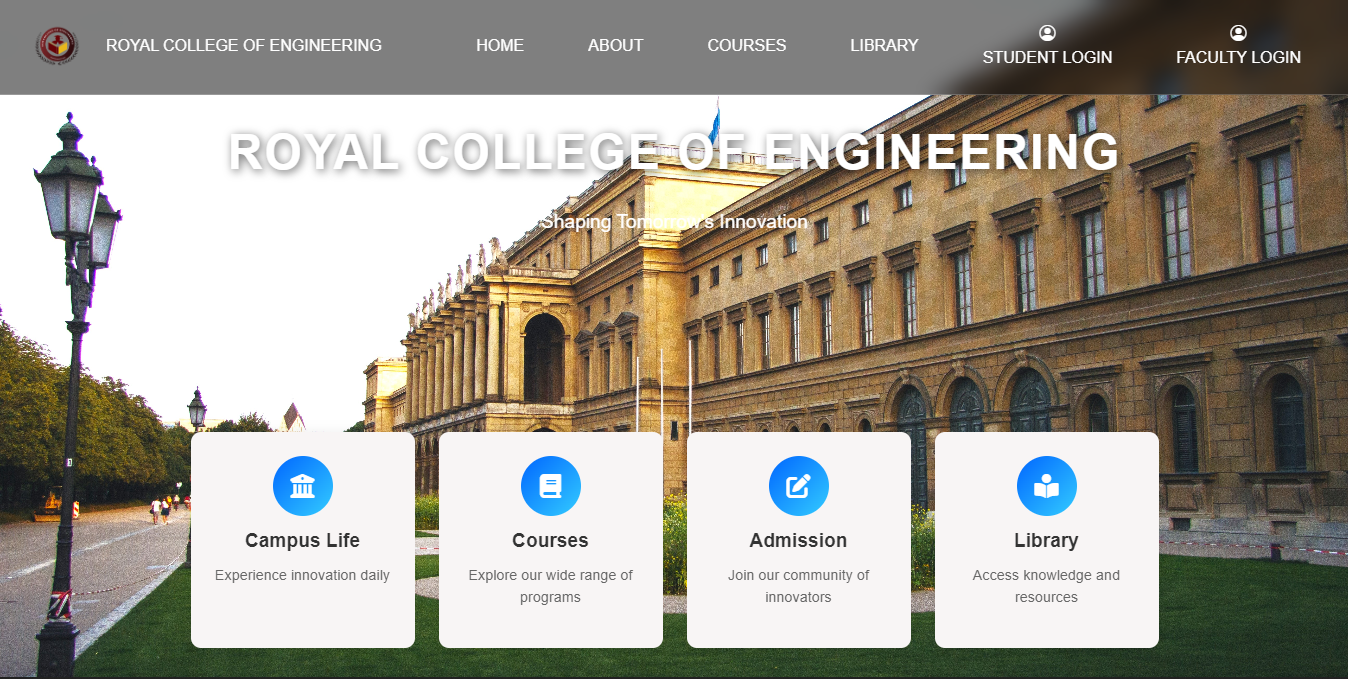 ROYAL COLLEGE OF ENGINEERING
HOME
ABOUT
COURSES
LIBRARY
STUDENT LOGIN
FACULTY LOGIN
ROYAL COLLEGE OF ENGINEERING
Shaping Tomorrow's Innovation
Campus Life
Experience innovation daily
Courses
Explore our wide range of
programs
Admission
Join our community of
innovators
Library
Access knowledge and
resources